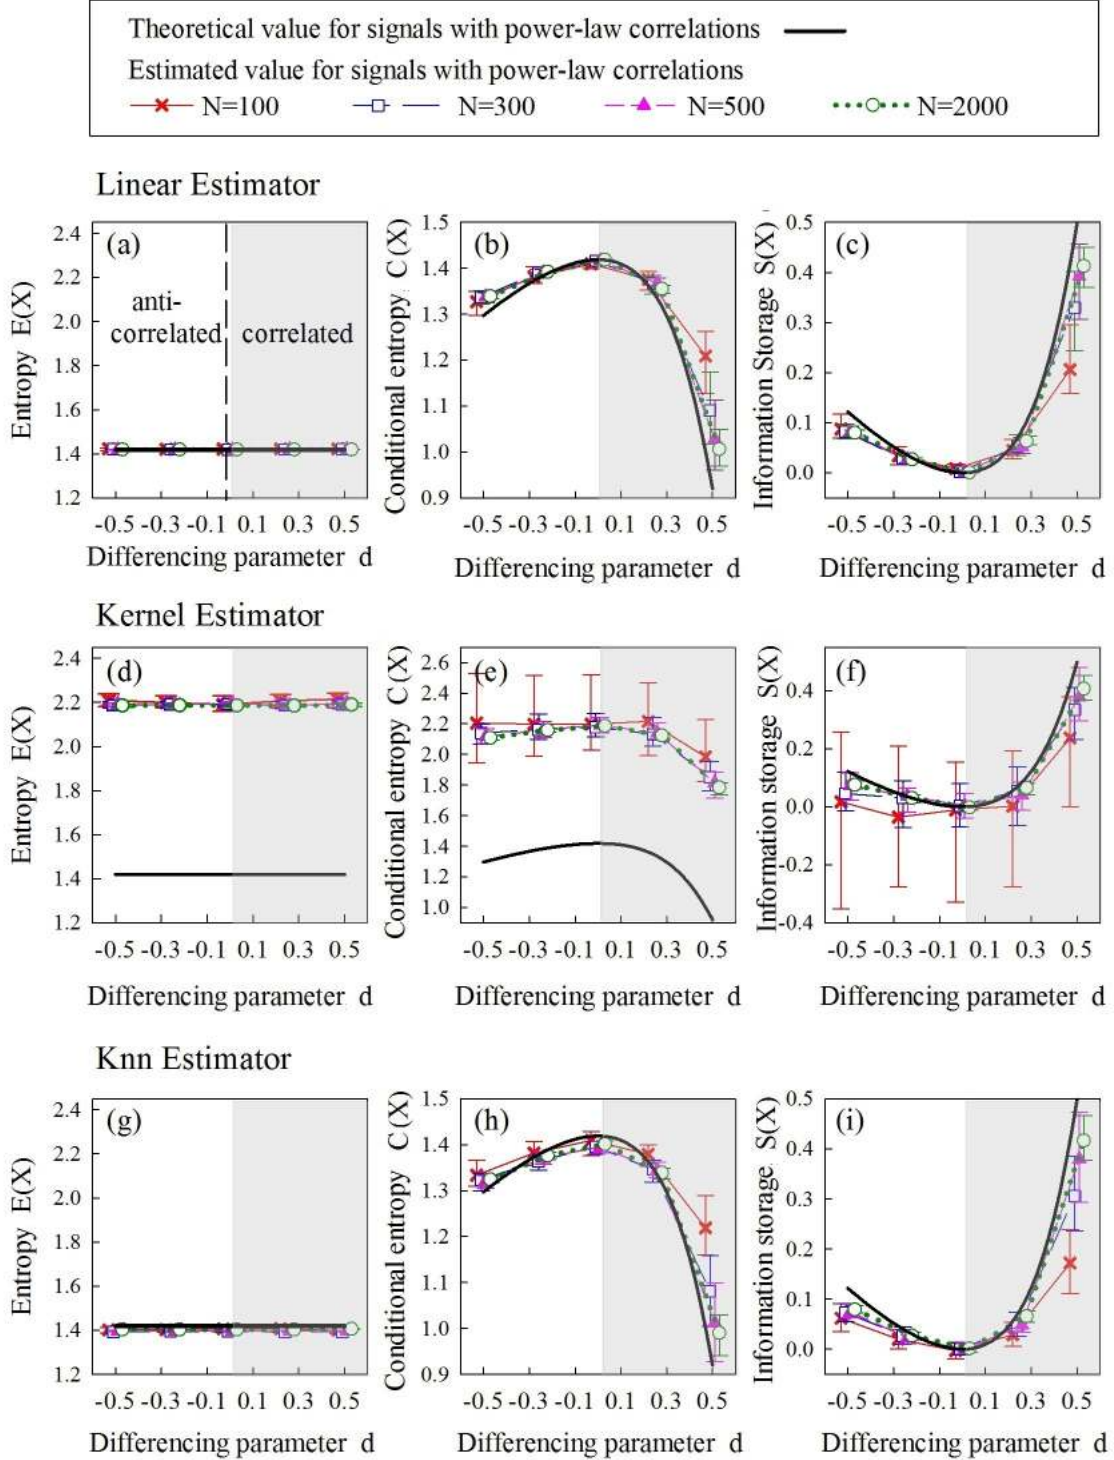 Theoretical value for signals with power-law correlations
Estimated value for signals with power-law correlations
N=100 N=300 N=500 N=2000
Linear Estimator
(a)
anti-
correlated correlated
Entropy E(X)
2.4
2.2
2.0
1.8
1.6
1.4
1.2
-0.5 -0.3 -0.1 0.1 0.3 0.5
Differencing parameter d
(b)
Conditional entropy C(X)
1.5
1.4
1.3
1.2
1.1
1.0
0.9
-0.5 -0.3 -0.1 0.1 0.3 0.5
Differencing parameter d
(c)
Information Storage S(X)
0.5
0.4
0.3
0.2
0.1
0.0
-0.5 -0.3 -0.1 0.1 0.3 0.5
Differencing parameter d
Kernel Estimator
(d)
Entropy E(X)
2.4
2.2
2.0
1.8
1.6
1.4
1.2
-0.5 -0.3 -0.1 0.1 0.3 0.5
Differencing parameter d
(e)
Conditional entropy C(X)
2.6
2.4
2.2
2.0
1.8
1.6
1.4
1.2
1.0
-0.5 -0.3 -0.1 0.1 0.3 0.5
Differencing parameter d
(f)
Information storage S(X)
0.4
0.2
0.0
-0.2
-0.4
-0.5 -0.3 -0.1 0.1 0.3 0.5
Differencing parameter d
Knn Estimator
(g)
Entropy E(X)
2.4
2.2
2.0
1.8
1.6
1.4
1.2
-0.5 -0.3 -0.1 0.1 0.3 0.5
Differencing parameter d
(h)
Conditional entropy C(X)
1.5
1.4
1.3
1.2
1.1
1.0
0.9
-0.5 -0.3 -0.1 0.1 0.3 0.5
Differencing parameter d
(i)
Information storage S(X)
0.5
0.4
0.3
0.2
0.1
0.0
-0.5 -0.3 -0.1 0.1 0.3 0.5
Differencing parameter d